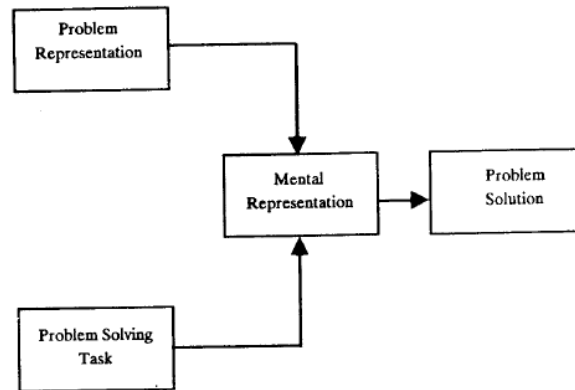 Problem
Representation
Mental
Representation
Problem
Solution
Problem Solving
Task